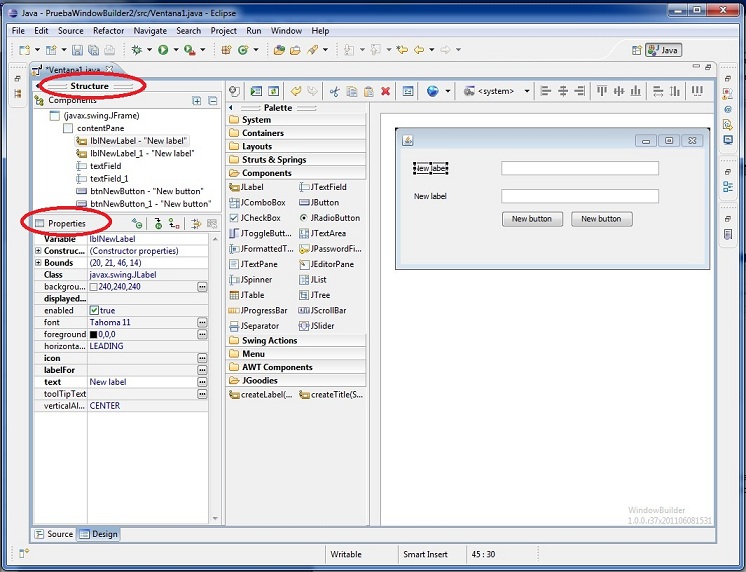 Java - PruebaWindowBuilder2/src/Ventana1.java - Eclipse
File Edit Source Refactor Navigate Search Project Run Window Help
Java
*Ventana1.java
Structure
Components
(javax.swing.JFrame)
contentPane
lblNewLabel - "New label"
lblNewLabel_1 - "New label"
textField
textField_1
btnNewButton - "New button"
btnNewButton_1 - "New button"
Properties
Variable lblNewLabel
Construc... (Constructor properties)
Bounds (20, 21, 46, 14)
Class javax.swing.JLabel
backgrou... 240,240,240
displayed...
enabled true
font Tahoma 11
foreground 0,0,0
horizonta... LEADING
icon
labelFor
text New label
toolTipText
verticalAl... CENTER
<system>
Palette
System
Containers
Layouts
Struts & Springs
Components
JLabel JTextField
JComboBox JButton
JCheckBox JRadioButton
JToggleButt... JTextArea
JFormattedT... JPasswordFi...
JTextPane JEditorPane
JSpinner JList
JTable JTree
JProgressBar JScrollBar
JSeparator JSlider
Swing Actions
Menu
AWT Components
JGoodies
createLabel(... createTitle(S...
New label
New label
New button New button
WindowBuilder
1.0.0.r37x201106081531
Source Design
Writable Smart Insert 45 : 30